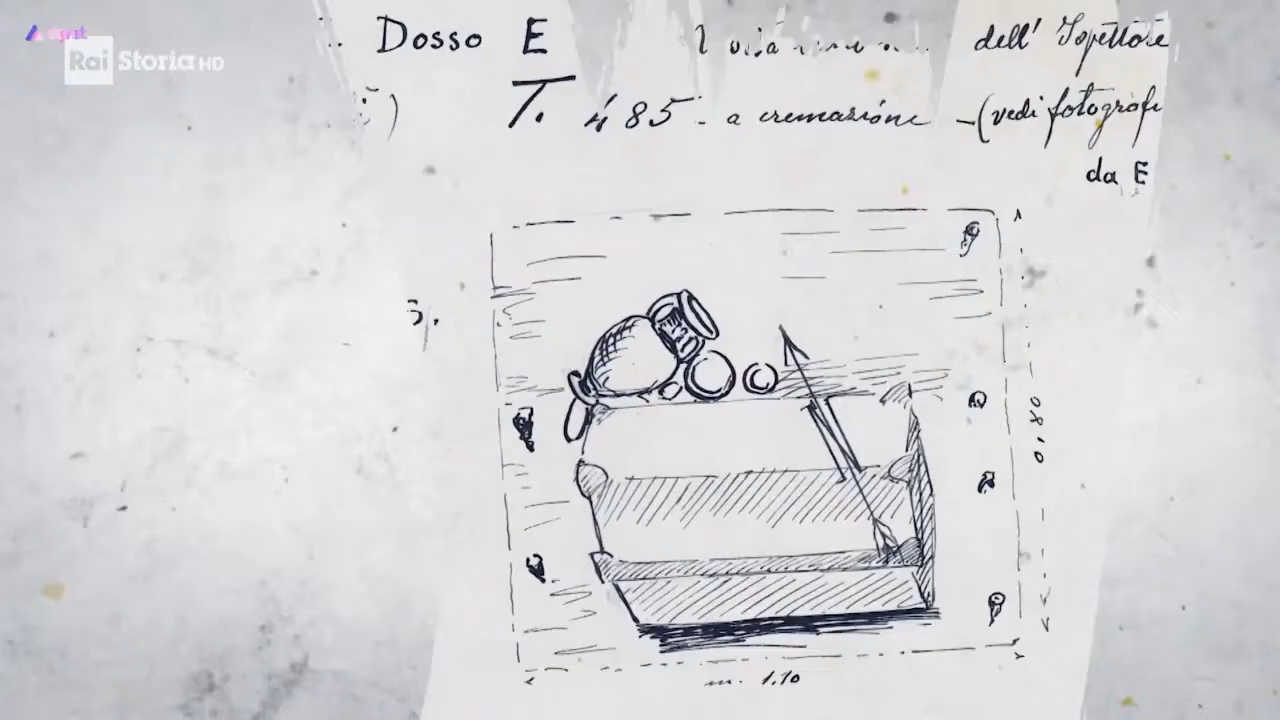 Rai Storia HD
Dosso E dell' Ispettore
T. 485 - a cremazione - (vedi fotografi
da E
0,80
m. 1.10